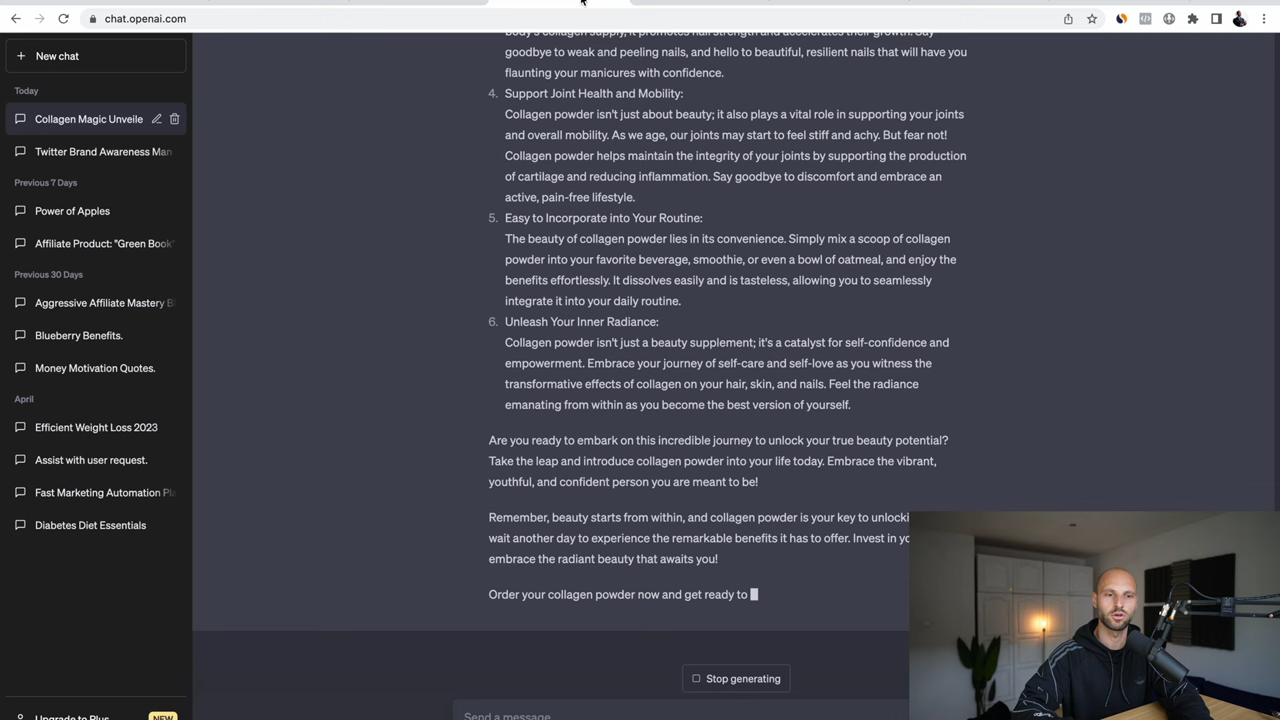 chat.openai.com
New chat
Today
Collagen Magic Unveile
Twitter Brand Awareness Man
Previous 7 Days
Power of Apples
Affiliate Product: "Green Book"
Previous 30 Days
Aggressive Affiliate Mastery B
Blueberry Benefits.
Money Motivation Quotes.
April
Efficient Weight Loss 2023
Assist with user request.
Fast Marketing Automation Pl
Diabetes Diet Essentials
Upgrade to Plus
NEW
body's collagen supply, it promotes nail strength and accelerates their growth. Say
goodbye to weak and peeling nails, and hello to beautiful, resilient nails that will have you
flaunting your manicures with confidence.
4. Support Joint Health and Mobility:
Collagen powder isn't just about beauty; it also plays a vital role in supporting your joints
and overall mobility. As we age, our joints may start to feel stiff and achy. But fear not!
Collagen powder helps maintain the integrity of your joints by supporting the production
of cartilage and reducing inflammation. Say goodbye to discomfort and embrace an
active, pain-free lifestyle.
5. Easy to Incorporate into Your Routine:
The beauty of collagen powder lies in its convenience. Simply mix a scoop of collagen
powder into your favorite beverage, smoothie, or even a bowl of oatmeal, and enjoy the
benefits effortlessly. It dissolves easily and is tasteless, allowing you to seamlessly
integrate it into your daily routine.
6. Unleash Your Inner Radiance:
Collagen powder isn't just a beauty supplement; it's a catalyst for self-confidence and
empowerment. Embrace your journey of self-care and self-love as you witness the
transformative effects of collagen on your hair, skin, and nails. Feel the radiance
emanating from within as you become the best version of yourself.
Are you ready to embark on this incredible journey to unlock your true beauty potential?
Take the leap and introduce collagen powder into your life today. Embrace the vibrant,
youthful, and confident person you are meant to be!
Remember, beauty starts from within, and collagen powder is your key to unlocki
wait another day to experience the remarkable benefits it has to offer. Invest in yo
embrace the radiant beauty that awaits you!
Order your collagen powder now and get ready to
Stop generating
Send a message